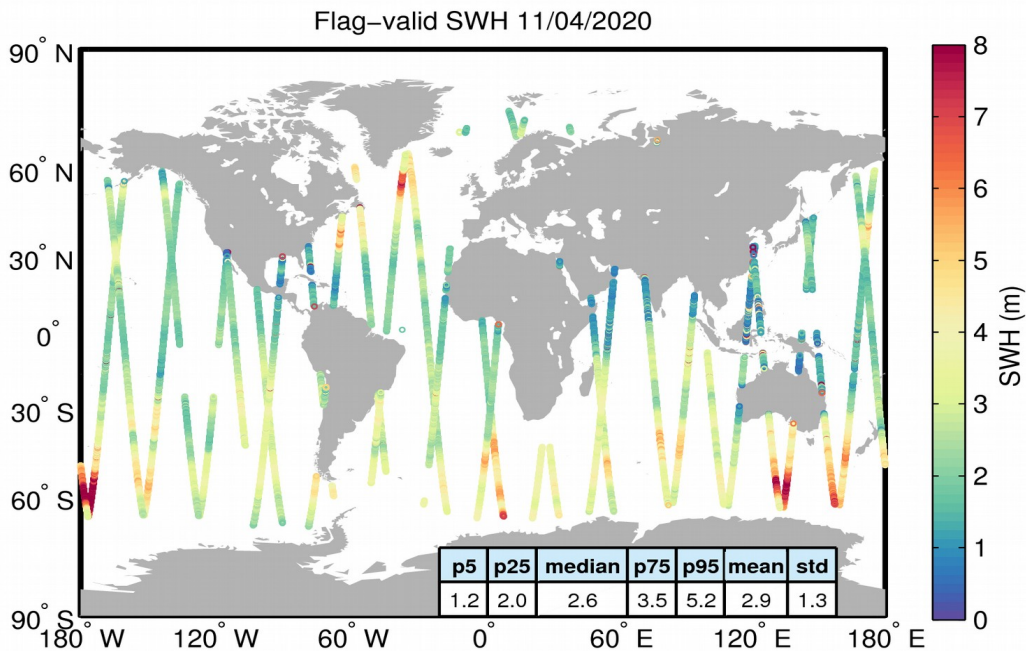 Flag−valid SWH 11/04/2020
90° N
60° N
30° N
0°
30° S
60° S
90° S
180° W
120° W
60° W
0°
60° E
120° E
180° E
8
7
6
5
4
3
2
1
0
SWH (m)
p5 p25 median p75 p95 mean std
1.2 2.0 2.6 3.5 5.2 2.9 1.3